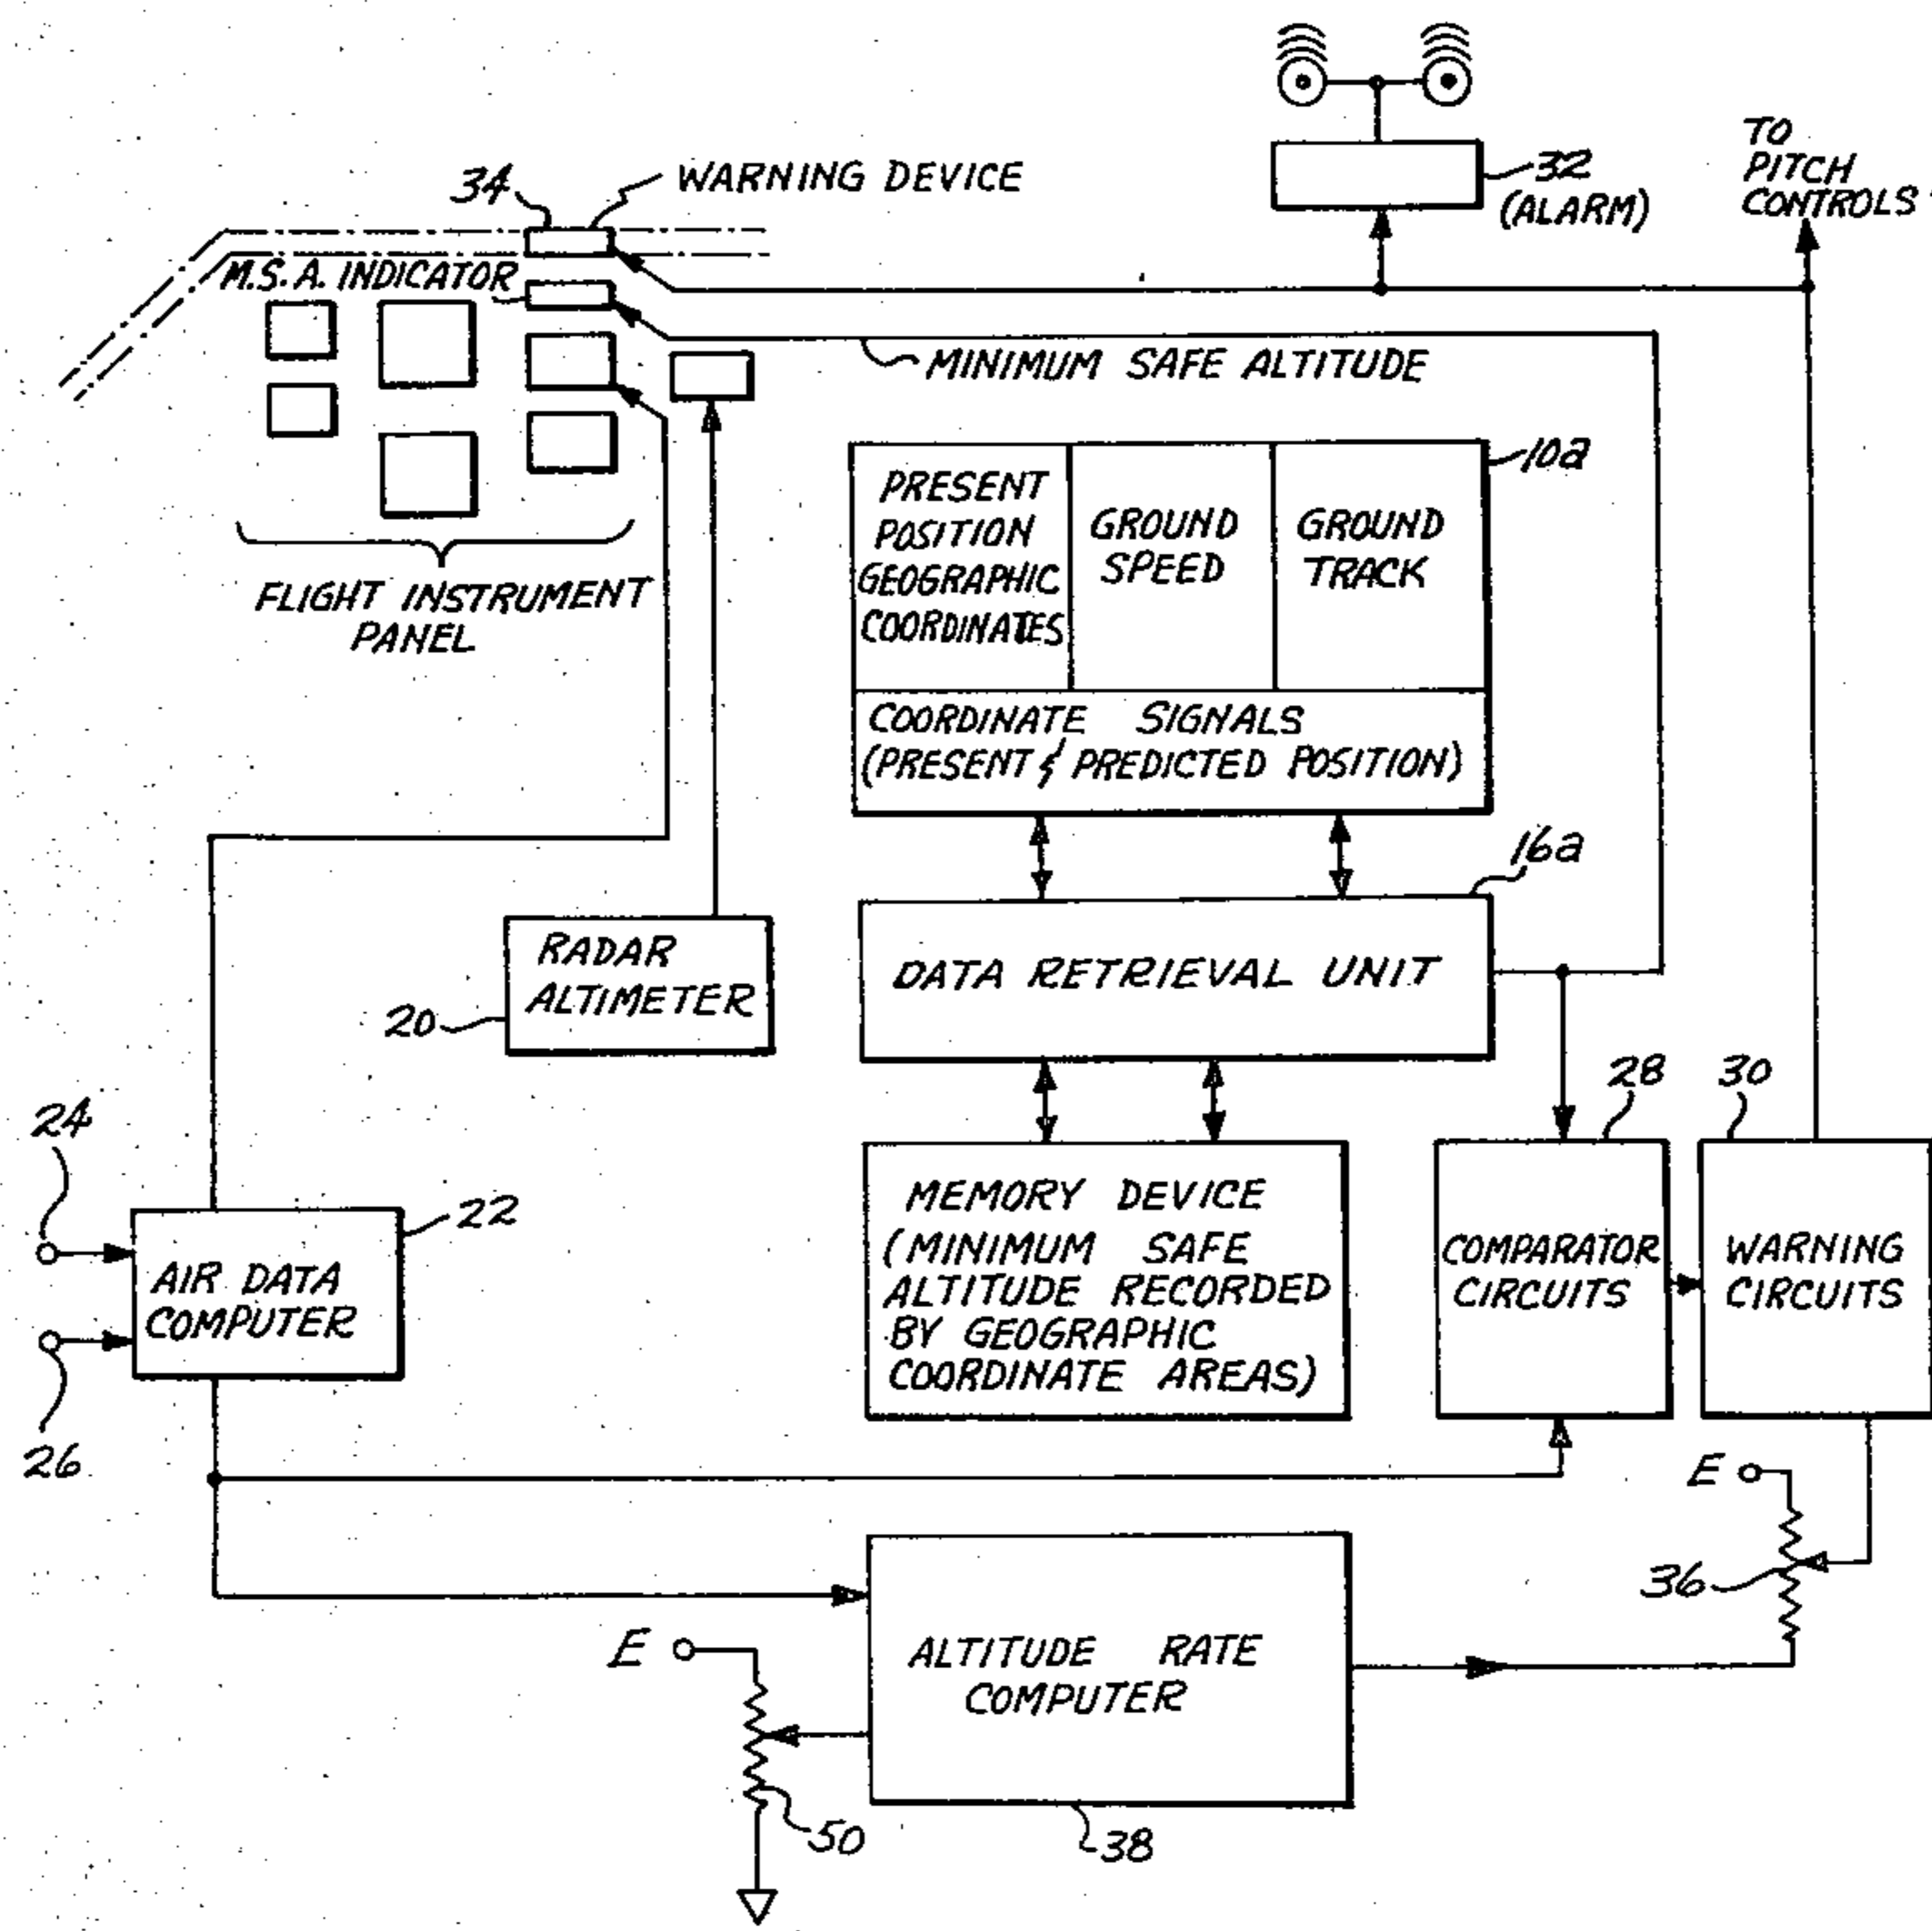 34
WARNING DEVICE
32
(ALARM)
TO
PITCH
CONTROLS
M.S.A. INDICATOR
MINIMUM SAFE ALTITUDE
FLIGHT INSTRUMENT
PANEL
10a
PRESENT
POSITION
GEOGRAPHIC
COORDINATES
GROUND
SPEED
GROUND
TRACK
COORDINATE SIGNALS
(PRESENT & PREDICTED POSITION)
16a
DATA RETRIEVAL UNIT
RADAR
ALTIMETER
20
24
26
22
AIR DATA
COMPUTER
MEMORY DEVICE
(MINIMUM SAFE
ALTITUDE RECORDED
BY GEOGRAPHIC
COORDINATE AREAS)
28
COMPARATOR
CIRCUITS
30
WARNING
CIRCUITS
E
36
E
50
ALTITUDE RATE
COMPUTER
38